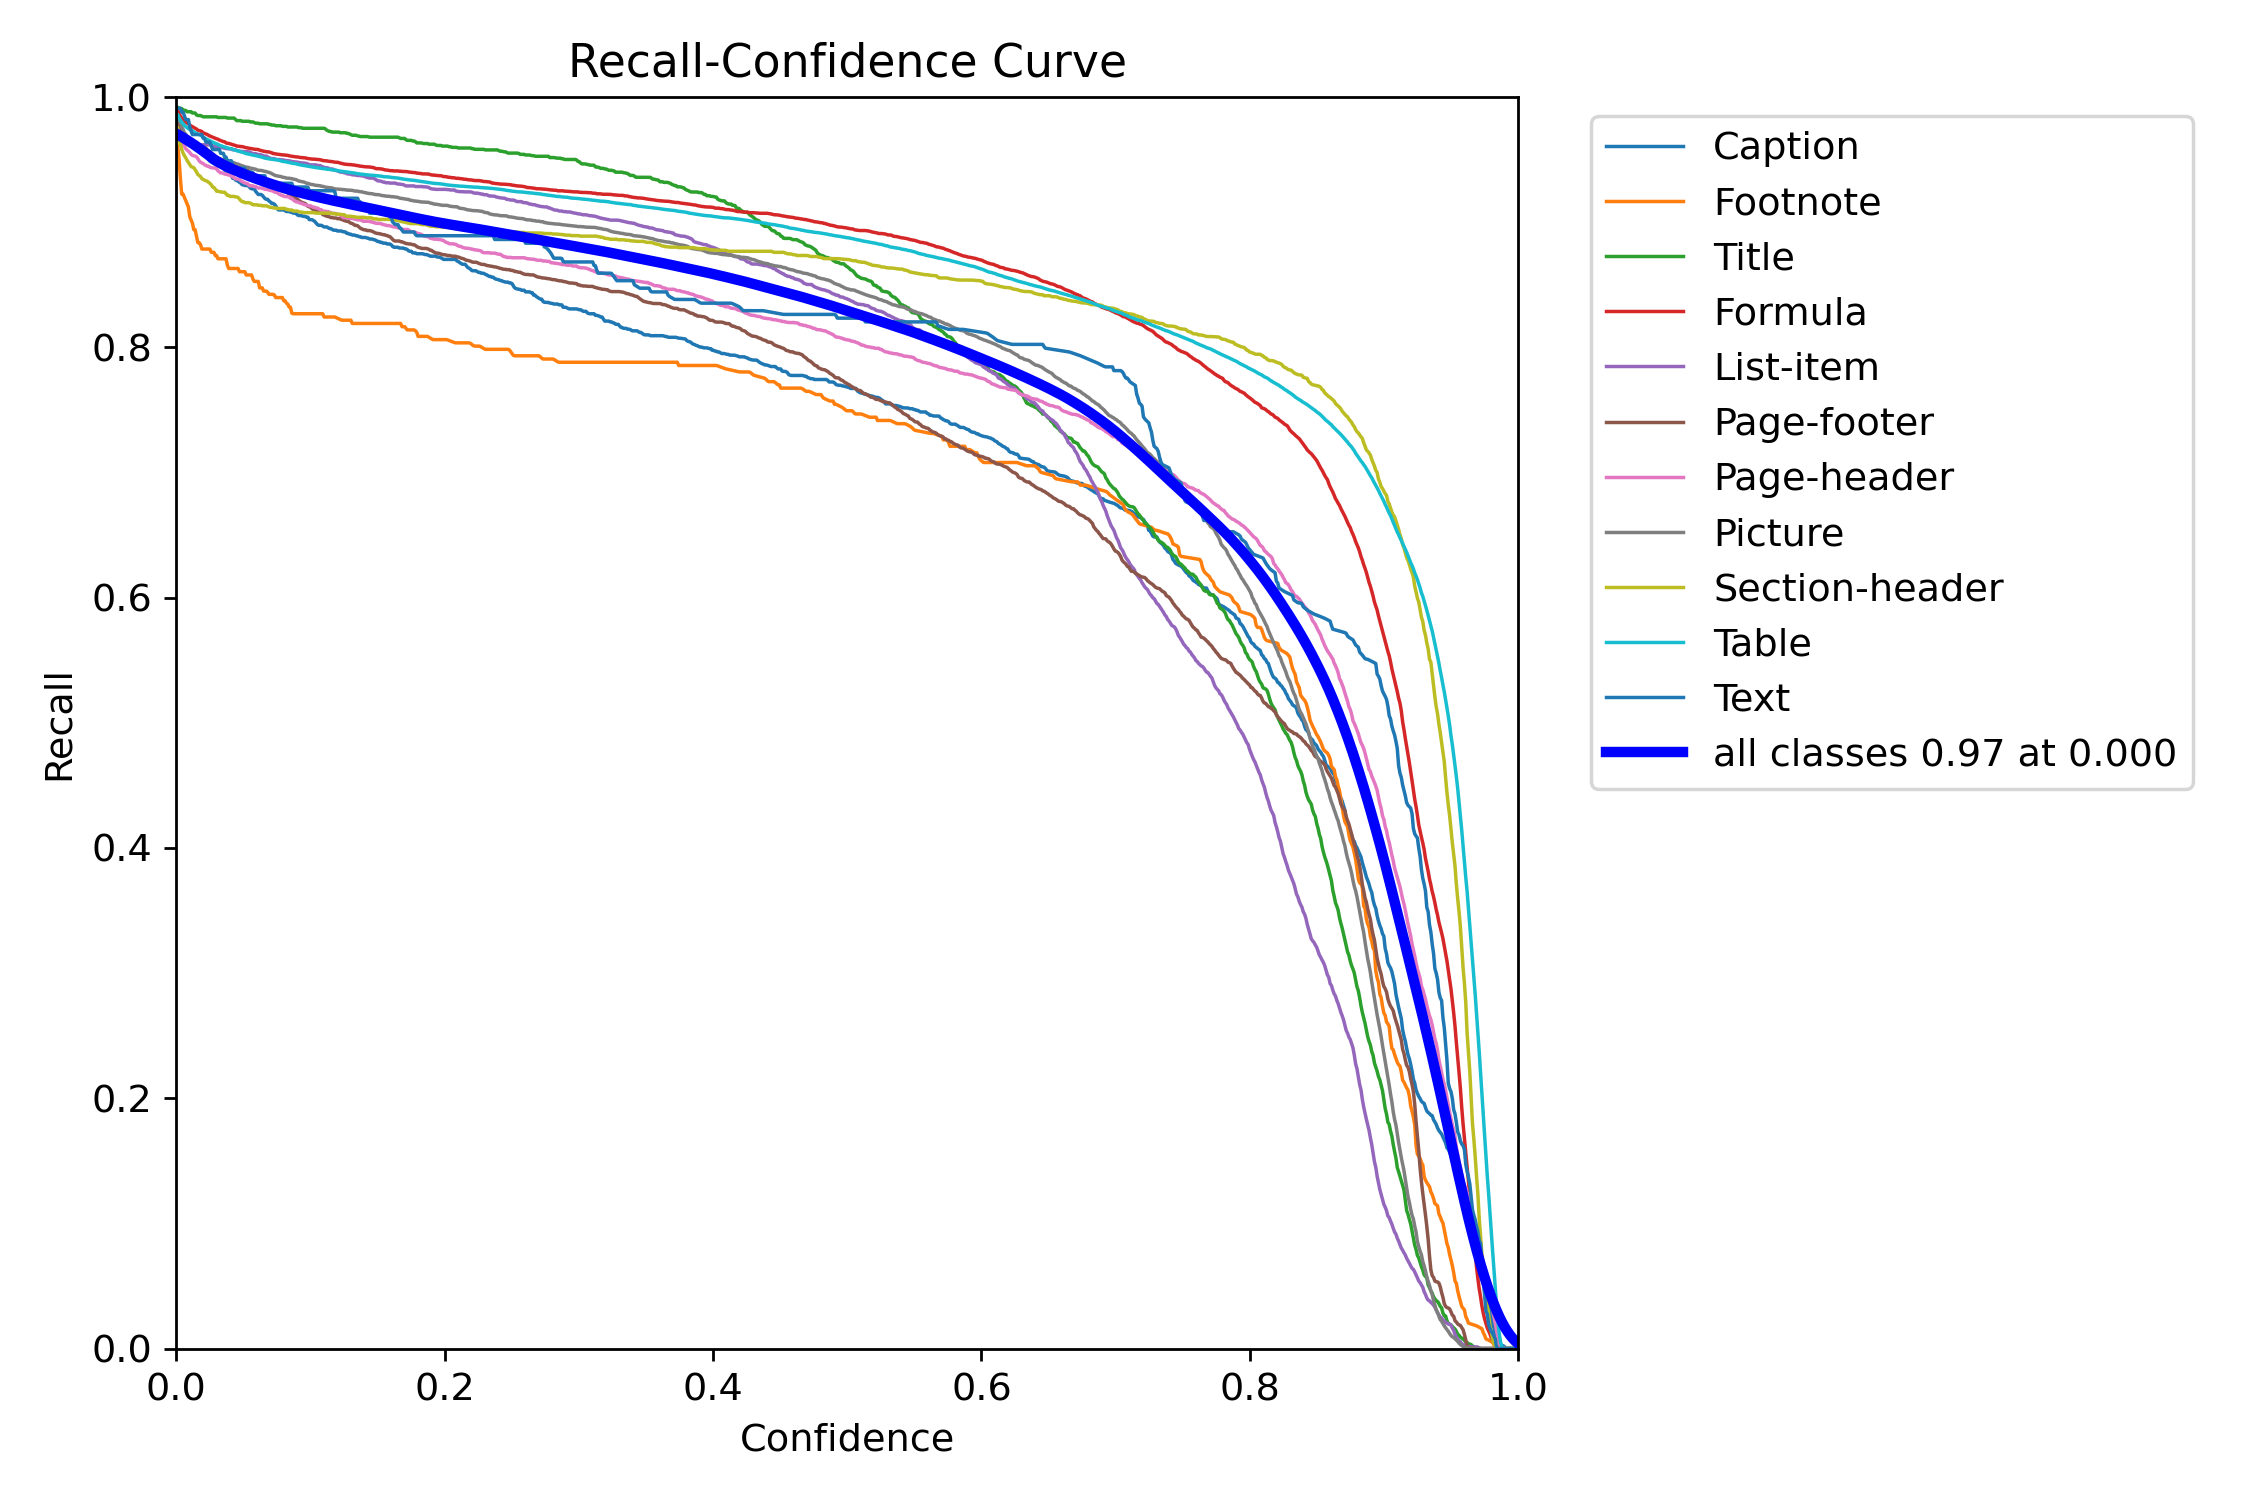 Recall-Confidence Curve
1.0
0.8
0.6
0.4
0.2
0.0
Recall
0.0 0.2 0.4 0.6 0.8 1.0
Confidence
Caption
Footnote
Title
Formula
List-item
Page-footer
Page-header
Picture
Section-header
Table
Text
all classes 0.97 at 0.000